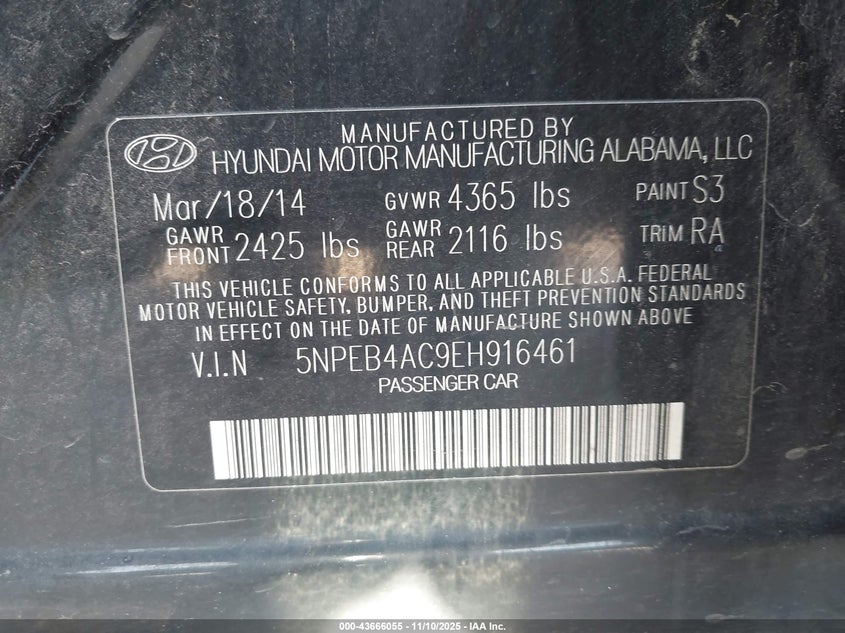 MANUFACTURED BY
HYUNDAI MOTOR MANUFACTURING ALABAMA, LLC
Mar/18/14 GVWR 4365 lbs PAINT S3
GAWR FRONT 2425 lbs GAWR REAR 2116 lbs TRIM RA
THIS VEHICLE CONFORMS TO ALL APPLICABLE U.S.A. FEDERAL
MOTOR VEHICLE SAFETY, BUMPER, AND THEFT PREVENTION STANDARDS
IN EFFECT ON THE DATE OF MANUFACTURE SHOWN ABOVE
V.I.N 5NPEB4AC9EH916461
PASSENGER CAR
000-43666055 - 11/10/2025 - IAA Inc.